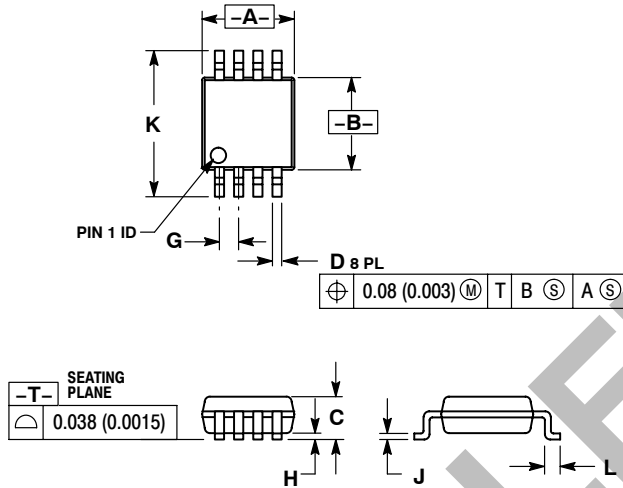 –A–
K
–B–
PIN 1 ID
G
D 8 PL
⌖ 0.08 (0.003) Ⓜ T B Ⓢ A Ⓢ
–T– SEATING PLANE
⌓ 0.038 (0.0015)
C
H
J
L